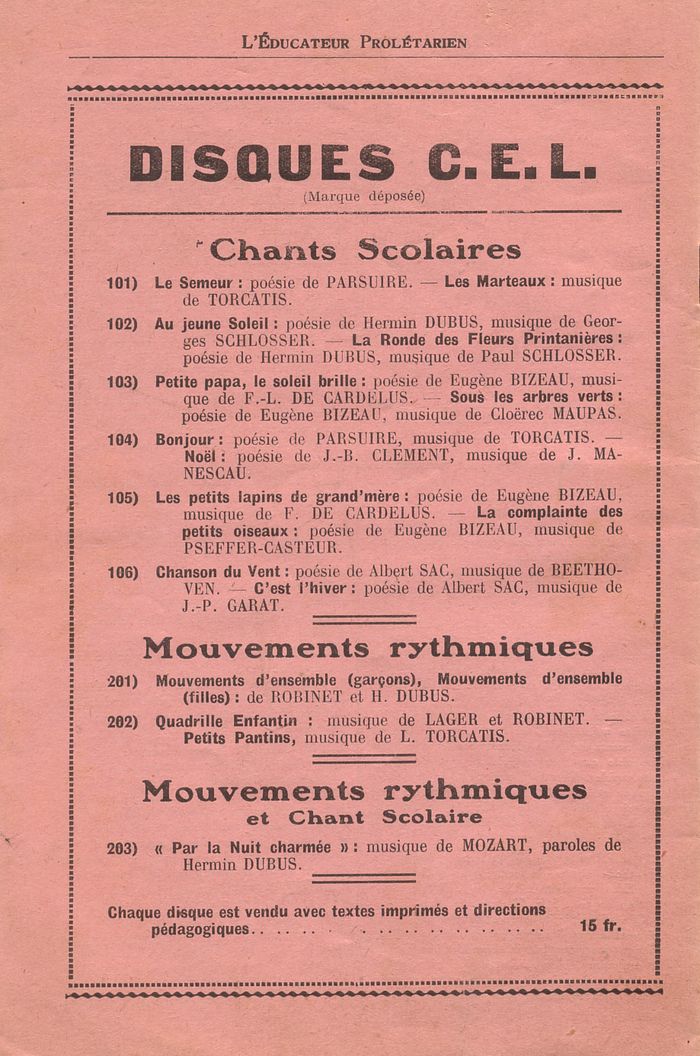 L'ÉDUCATEUR PROLÉTARIEN
DISQUES C.E.L.
(Marque déposée)
Chants Scolaires
101) Le Semeur : poésie de PARSUIRE. — Les Marteaux : musique
de TORCATIS.
102) Au jeune Soleil : poésie de Hermin DUBUS, musique de Geor-
ges SCHLOSSER. — La Ronde des Fleurs Printanières :
poésie de Hermin DUBUS, musique de Paul SCHLOSSER.
103) Petite papa, le soleil brille : poésie de Eugène BIZEAU, musi-
que de F.-L. DE CARDELUS. — Sous les arbres verts :
poésie de Eugène BIZEAU, musique de Cloërec MAUPAS.
104) Bonjour : poésie de PARSUIRE, musique de TORCATIS. —
Noël : poésie de J.-B. CLEMENT, musique de J. MA-
NESCAU.
105) Les petits lapins de grand'mère : poésie de Eugène BIZEAU,
musique de F. DE CARDELUS. — La complainte des
petits oiseaux : poésie de Eugène BIZEAU, musique de
PSEFFER-CASTEUR.
106) Chanson du Vent : poésie de Albert SAC, musique de BEETHO-
VEN. — C'est l'hiver : poésie de Albert SAC, musique de
J.-P. GARAT.
Mouvements rythmiques
201) Mouvements d'ensemble (garçons), Mouvements d'ensemble
(filles) : de ROBINET et H. DUBUS.
202) Quadrille Enfantin : musique de LAGER et ROBINET. —
Petits Pantins, musique de L. TORCATIS.
Mouvements rythmiques
et Chant Scolaire
203) « Par la Nuit charmée » : musique de MOZART, paroles de
Hermin DUBUS.
Chaque disque est vendu avec textes imprimés et directions
pédagogiques.. .. .. .. .. .. .. .. .. .. .. .. .. 15 fr.